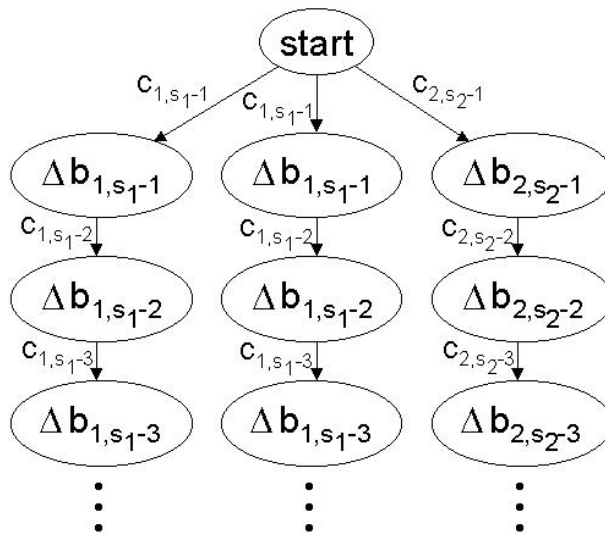 start
c1,s1-1 c1,s1-1 c2,s2-1
Δb1,s1-1 Δb1,s1-1 Δb2,s2-1
c1,s1-2 c1,s1-2 c2,s2-2
Δb1,s1-2 Δb1,s1-2 Δb2,s2-2
c1,s1-3 c1,s1-3 c2,s2-3
Δb1,s1-3 Δb1,s1-3 Δb2,s2-3